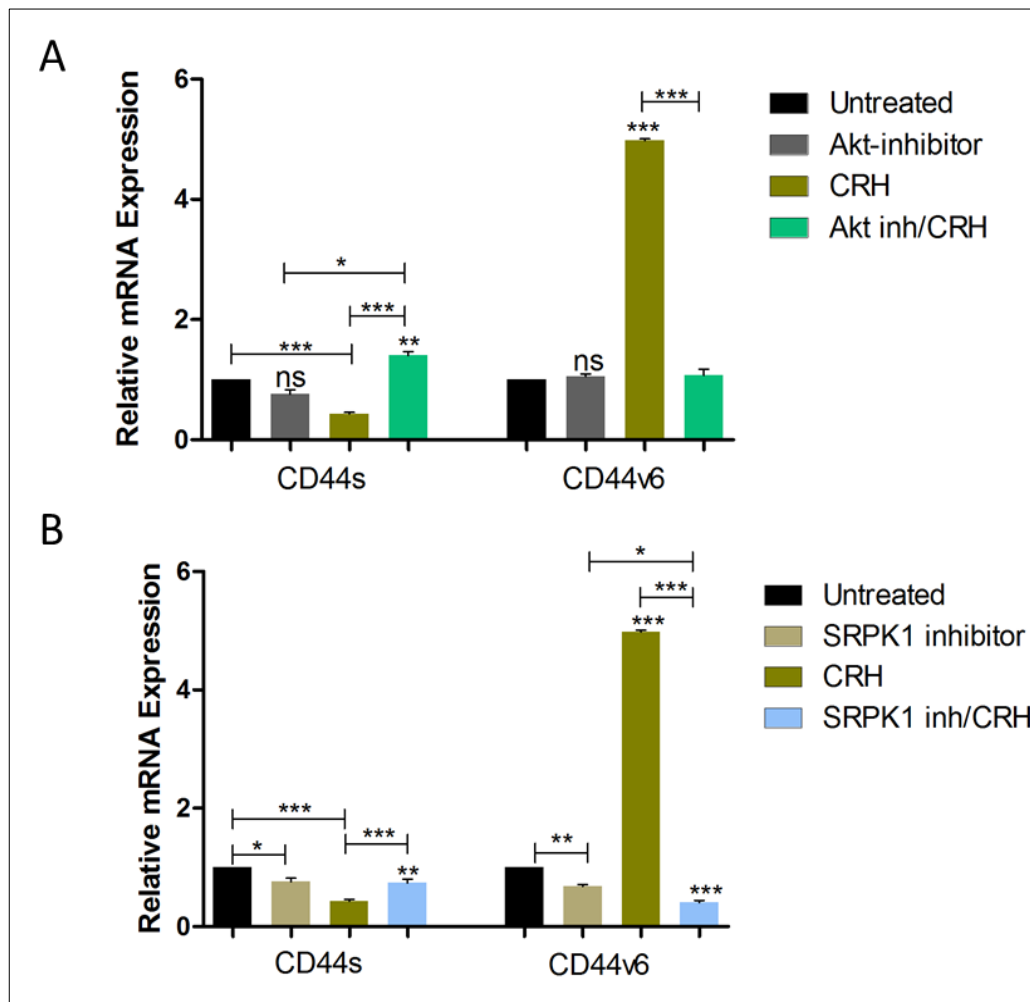 A
Relative mRNA Expression
6
4
2
0
***
***
*
***
***
**
ns
ns
CD44s
CD44v6
Untreated
Akt-inhibitor
CRH
Akt inh/CRH
B
Relative mRNA Expression
6
4
2
0
*
***
***
***
***
*
**
**
***
CD44s
CD44v6
Untreated
SRPK1 inhibitor
CRH
SRPK1 inh/CRH